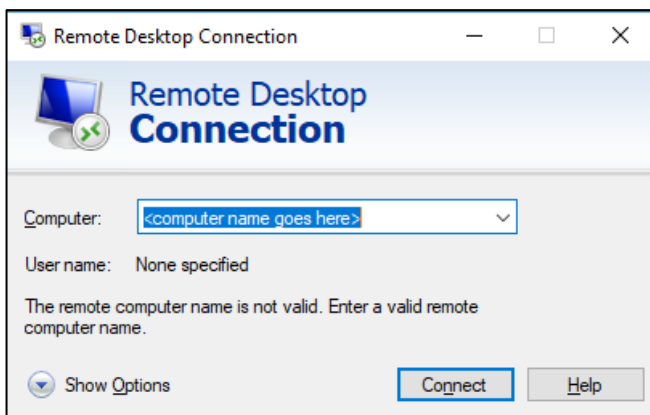 Remote Desktop Connection
Remote Desktop
Connection
Computer: <computer name goes here>
User name: None specified
The remote computer name is not valid. Enter a valid remote
computer name.
Show Options Connect Help